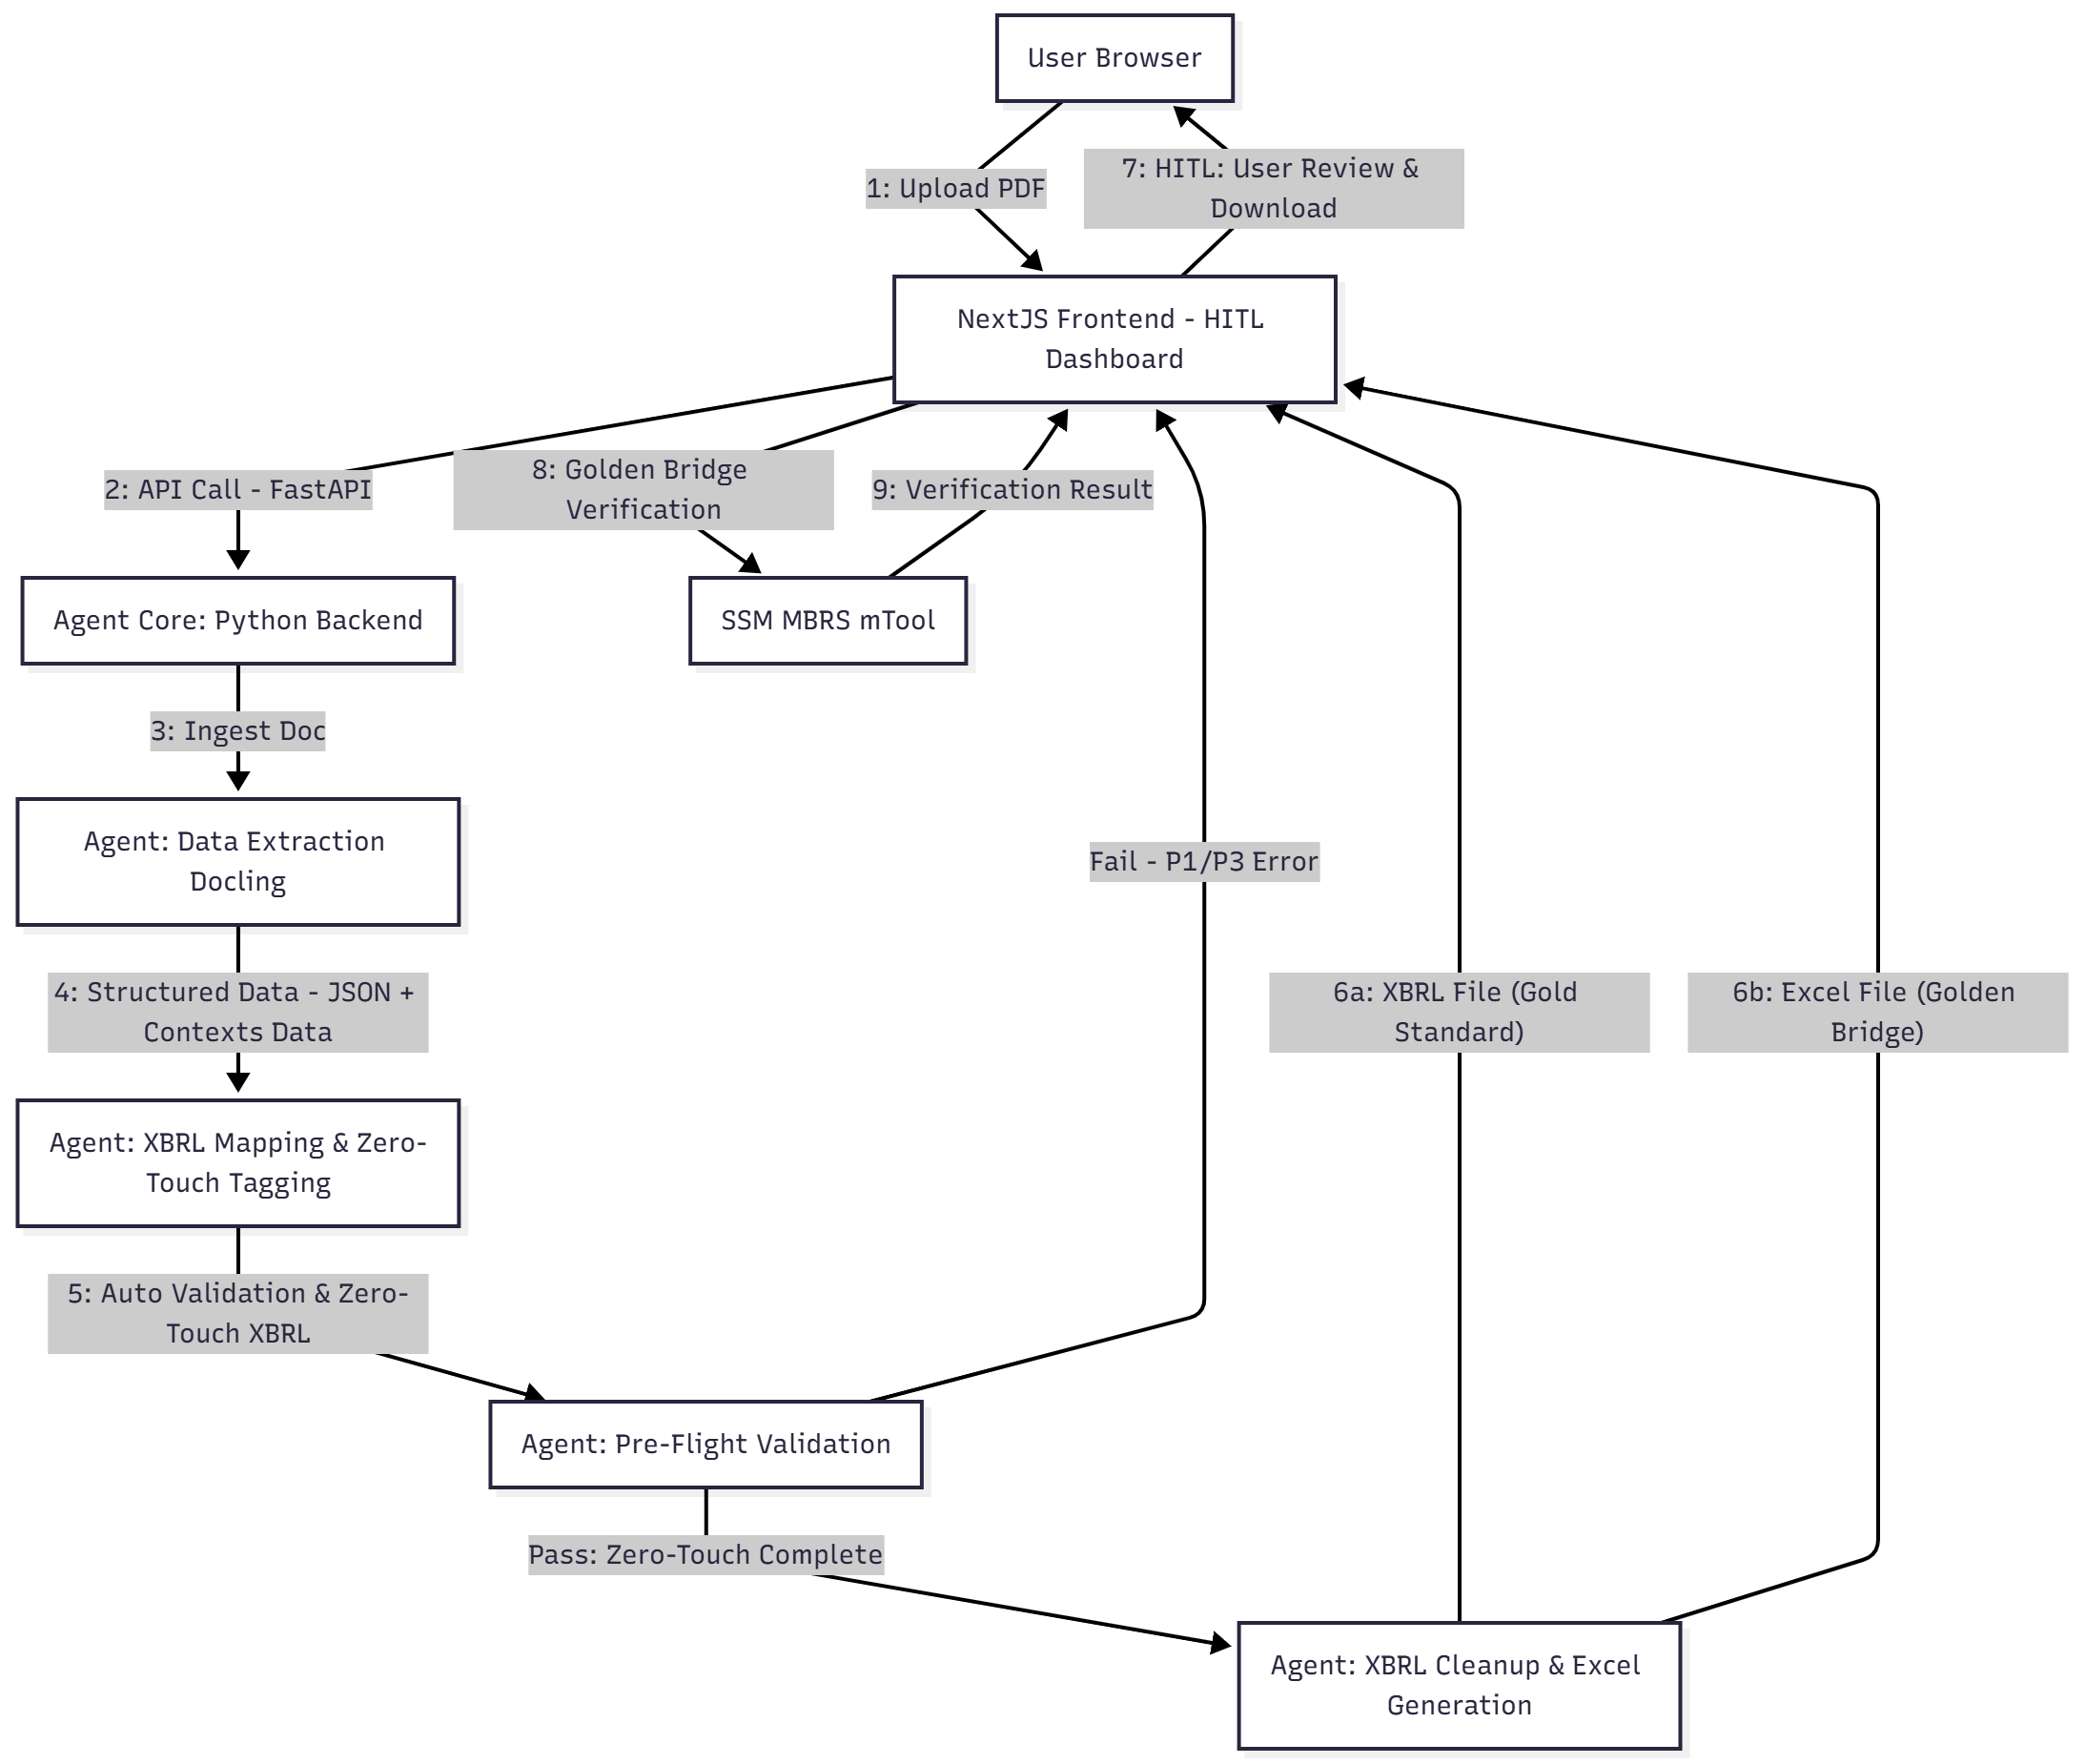 User Browser
1: Upload PDF
7: HITL: User Review &
Download
NextJS Frontend - HITL
Dashboard
2: API Call - FastAPI
8: Golden Bridge
Verification
9: Verification Result
Agent Core: Python Backend
SSM MBRS mTool
3: Ingest Doc
Agent: Data Extraction
Docling
Fail - P1/P3 Error
4: Structured Data - JSON +
Contexts Data
6a: XBRL File (Gold
Standard)
6b: Excel File (Golden
Bridge)
Agent: XBRL Mapping & Zero-
Touch Tagging
5: Auto Validation & Zero-
Touch XBRL
Agent: Pre-Flight Validation
Pass: Zero-Touch Complete
Agent: XBRL Cleanup & Excel
Generation